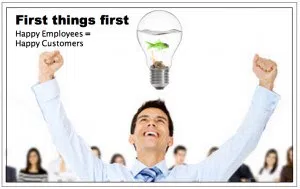 First things first
Happy Employees =
Happy Customers